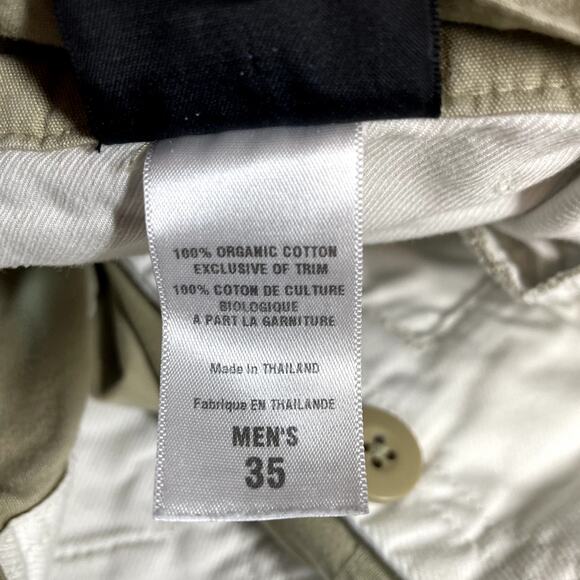 100% ORGANIC COTTON
EXCLUSIVE OF TRIM
100% COTON DE CULTURE
BIOLOGIQUE
A PART LA GARNITURE
Made In THAILAND
Fabrique EN THAILANDE
MEN'S
35